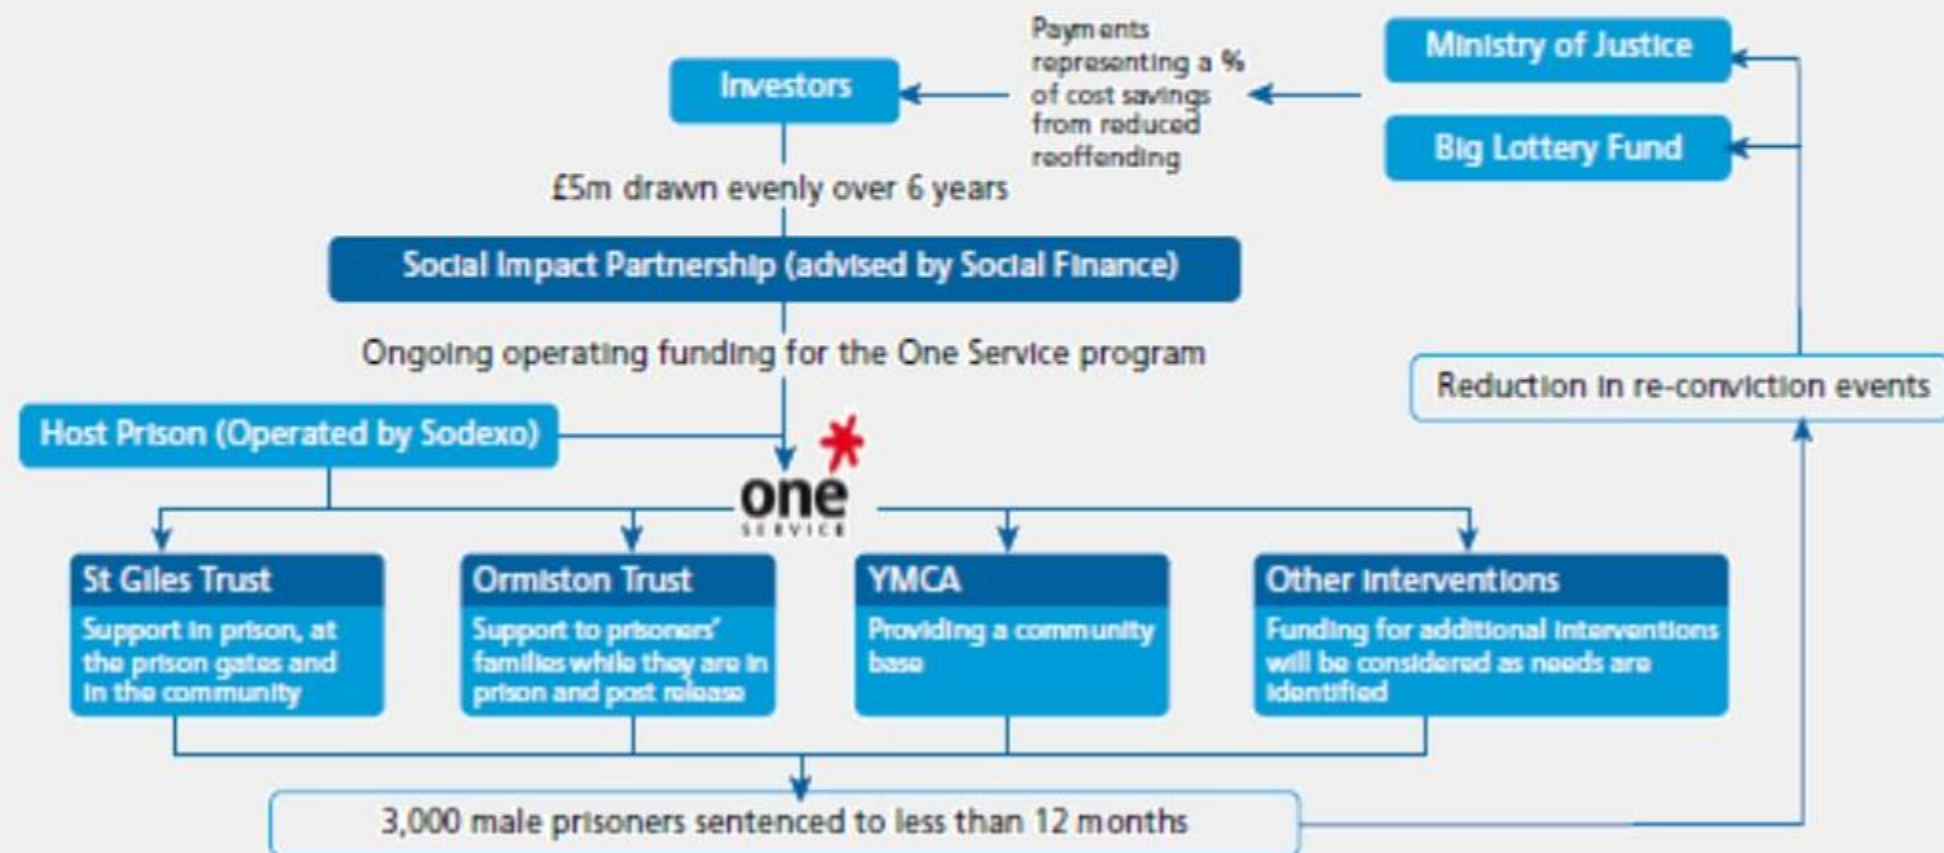 Payments
representing a %
of cost savings
from reduced
reoffending
Ministry of Justice
Investors
Big Lottery Fund
£5m drawn evenly over 6 years
Social Impact Partnership (advised by Social Finance)
Ongoing operating funding for the One Service program
Reduction in re-conviction events
Host Prison (Operated by Sodexo)
one
SERVICE
St Giles Trust
Support in prison, at
the prison gates and
in the community
Ormiston Trust
Support to prisoners'
families while they are in
prison and post release
YMCA
Providing a community
base
Other interventions
Funding for additional interventions
will be considered as needs are
identified
3,000 male prisoners sentenced to less than 12 months